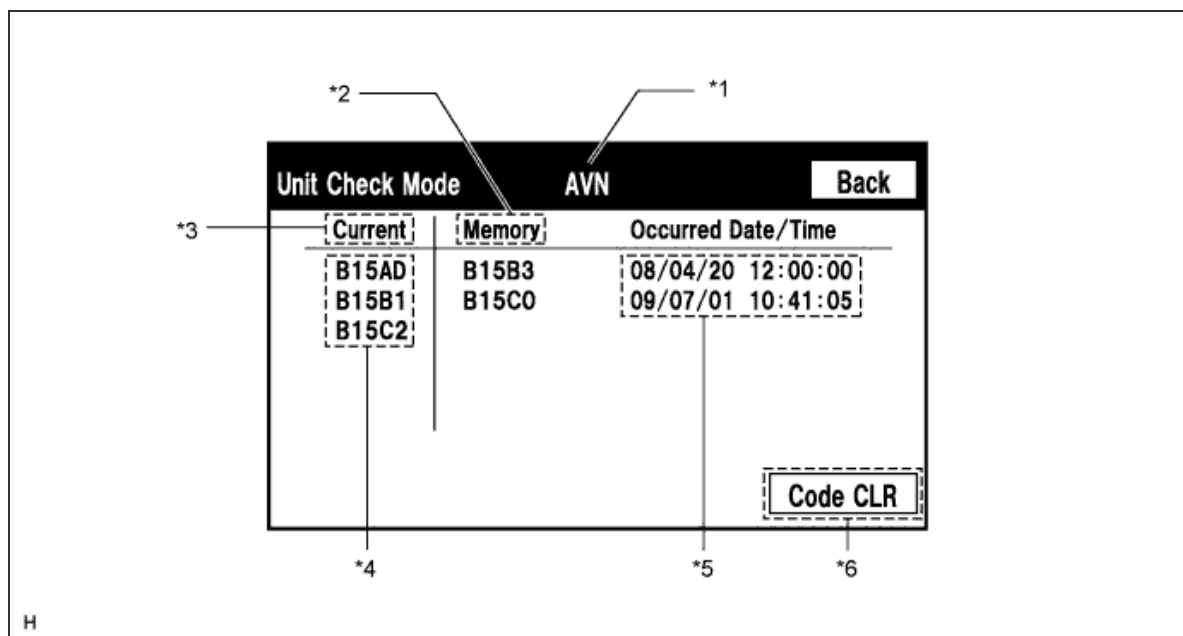 *2
*1
Unit Check Mode AVN Back
*3
Current Memory Occurred Date/Time
B15AD B15B3 08/04/20 12:00:00
B15B1 B15C0 09/07/01 10:41:05
B15C2
Code CLR
*4 *5 *6
H